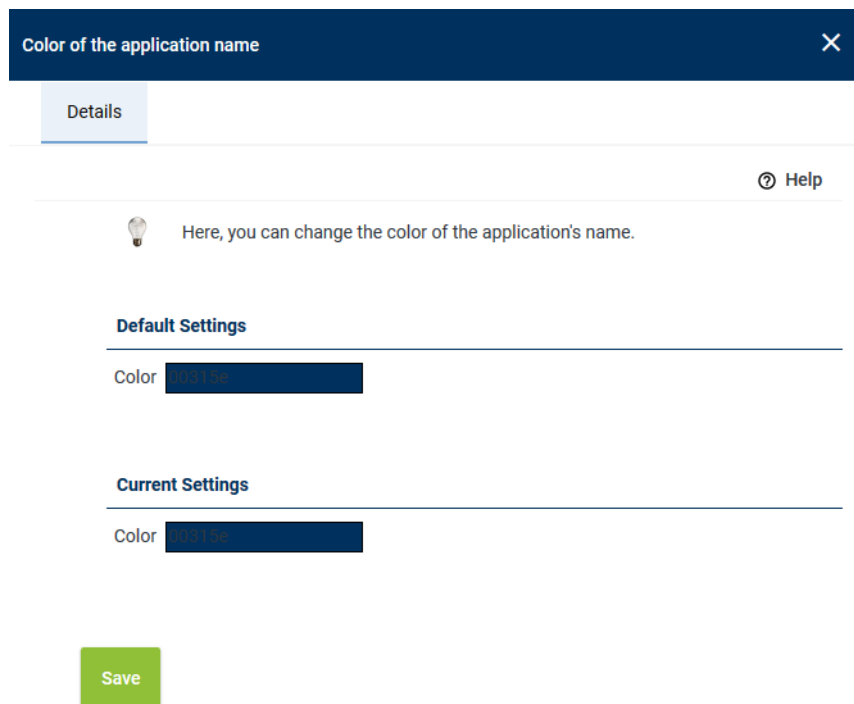 Color of the application name
Details
Help
Here, you can change the color of the application's name.
Default Settings
Color 00315e
Current Settings
Color 00315e
Save